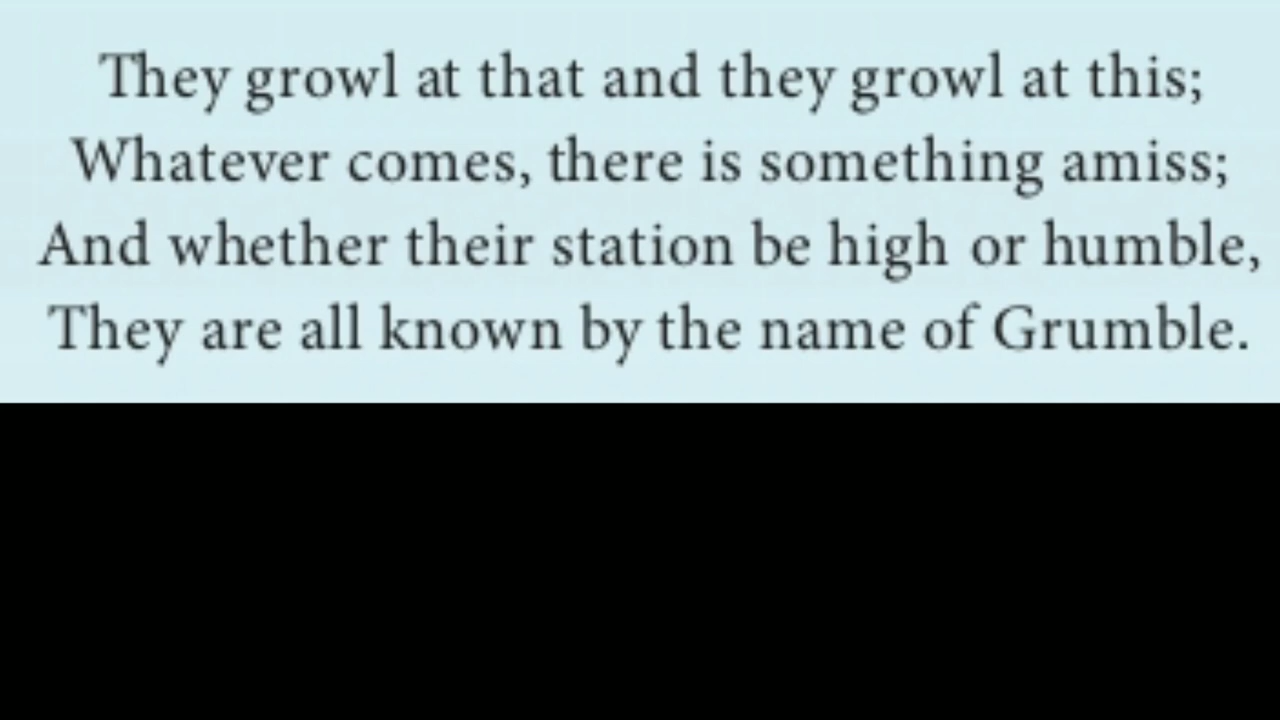 They growl at that and they growl at this;
Whatever comes, there is something amiss;
And whether their station be high or humble,
They are all known by the name of Grumble.